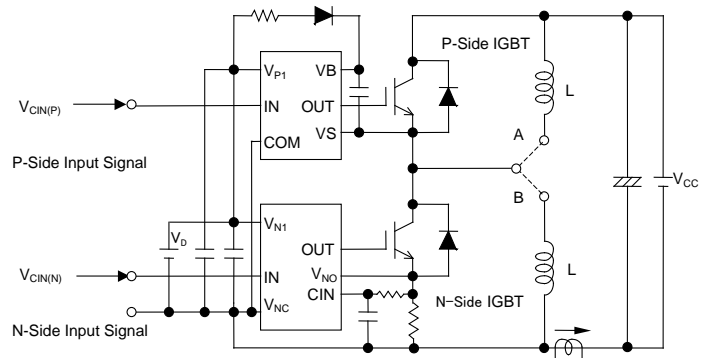 P-Side IGBT
V_P1
VB
L
V_CIN(P)
IN
OUT
VS
A
COM
P-Side Input Signal
V_CC
B
V_D
V_N1
OUT
L
V_CIN(N)
IN
V_NO
CIN
N-Side IGBT
V_NC
N-Side Input Signal